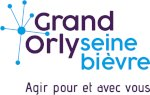 Grand
Orly seine
bièvre
Agir pour et avec vous